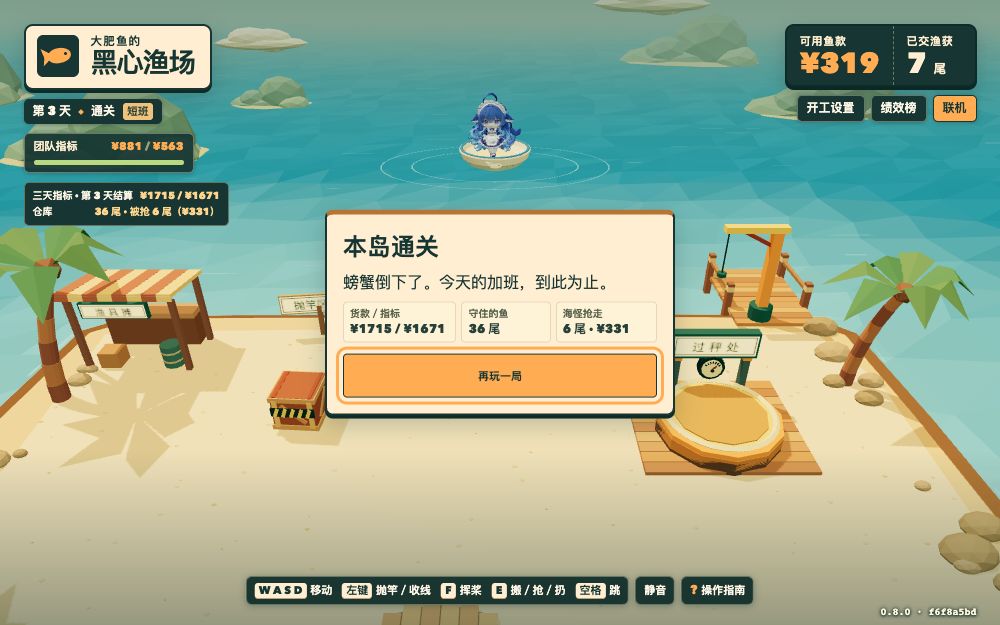 大肥鱼的
黑心渔场
第 3 天 • 通关 短班
团队指标 ¥881 / ¥563
三天指标 • 第 3 天结算 ¥1715 / ¥1671
仓库 36 尾 • 被抢 6 尾（¥331）
可用鱼款
¥319
已交渔获
7 尾
开工设置
绩效榜
联机
渔具摊
抛竿
过秤处
本岛通关
螃蟹倒下了。今天的加班，到此为止。
货款 / 指标
¥1715 / ¥1671
守住的鱼
36 尾
海怪抢走
6 尾 • ¥331
再玩一局
WASD 移动 左键 抛竿 / 收线 F 挥桨 E 搬 / 抢 / 扔 空格 跳
静音
? 操作指南
0.8.0 · f6f8a5bd